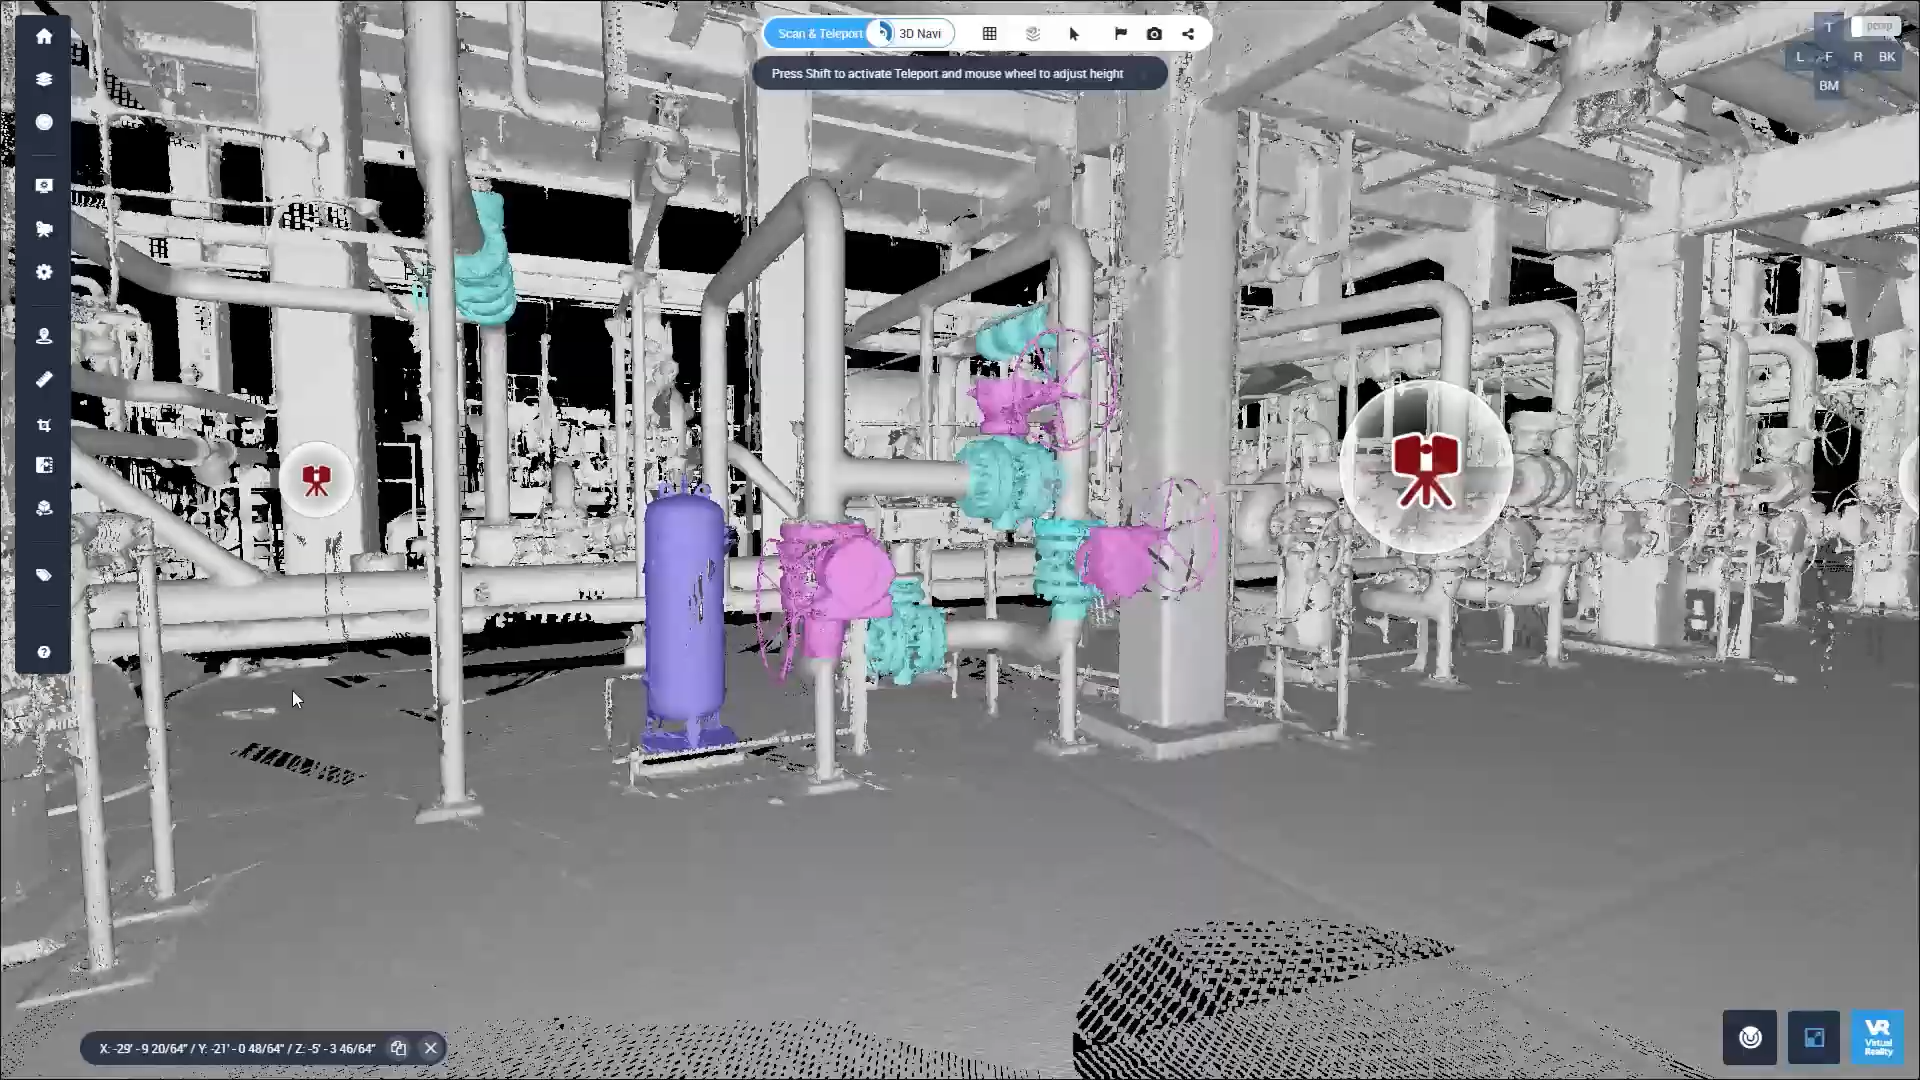 Scan & Teleport
3D Navi
Press Shift to activate Teleport and mouse wheel to adjust height
persp
T
L F R BK
BM
X: -29' - 9 20/64" / Y: -21' - 0 48/64" / Z: -5' - 3 46/64"
VR
Virtual
Reality